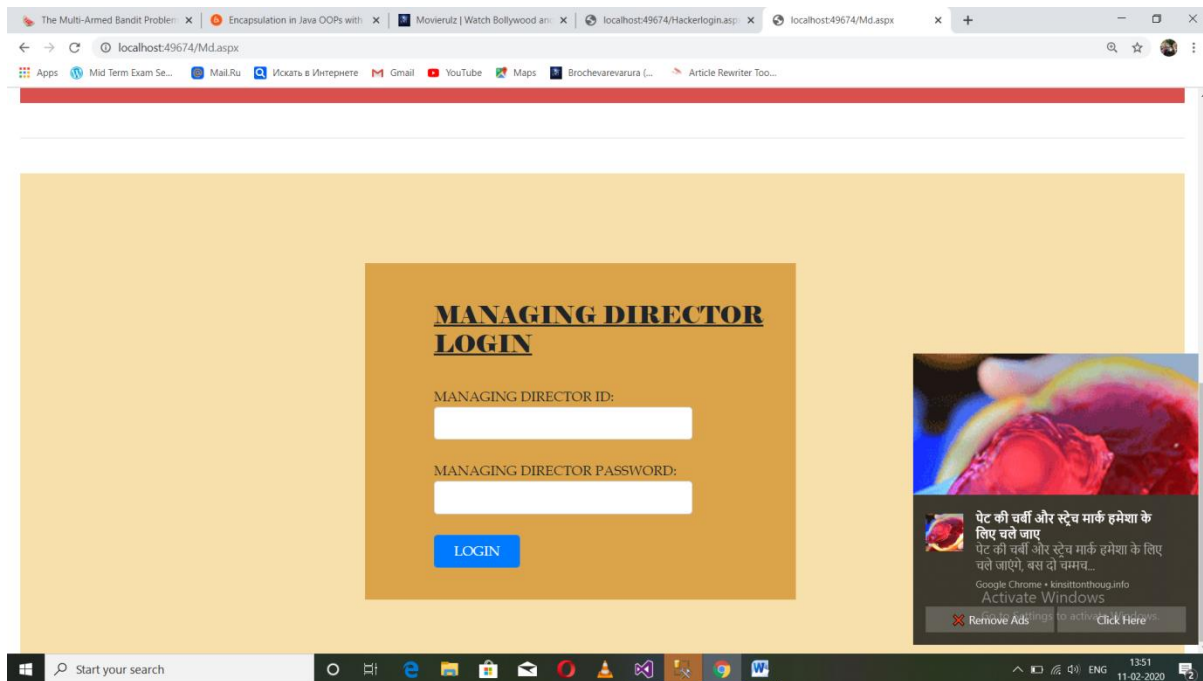 The Multi-Armed Bandit Problem
Encapsulation in Java OOPs with
Movierulz | Watch Bollywood and
localhost:49674/Hackerlogin.asp
localhost:49674/Md.aspx
localhost:49674/Md.aspx
Apps
Mid Term Exam Se...
Mail.Ru
Искать в Интернете
Gmail
YouTube
Maps
Brochevarevarura (...
Article Rewriter Too...
MANAGING DIRECTOR
LOGIN
MANAGING DIRECTOR ID:
MANAGING DIRECTOR PASSWORD:
LOGIN
पेट की चर्बी और स्ट्रेच मार्क हमेशा के
लिए चले जाए
पेट की चर्बी और स्ट्रेच मार्क हमेशा के लिए
चले जाएंगे, बस दो चम्मच...
Google Chrome • kinsittonthoug.info
Activate Windows
Go to Settings to activate Windows.
Remove Ads
Click Here
Start your search
ENG
13:51
11-02-2020